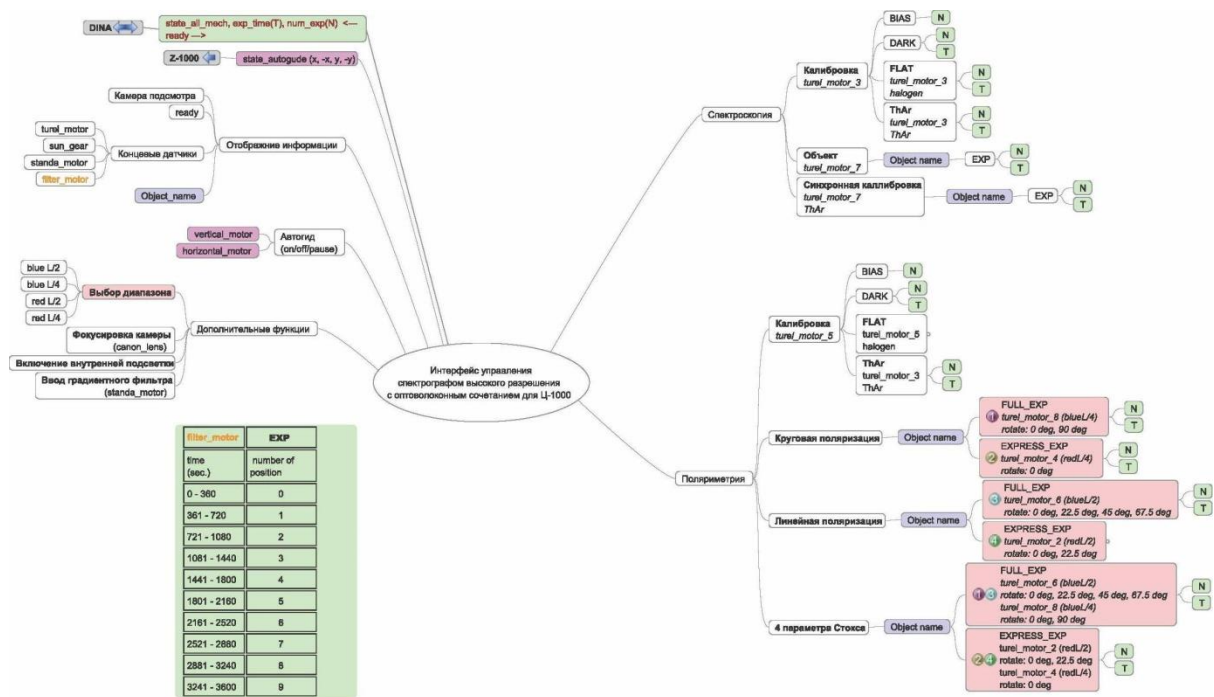 DINA
state_all_mech, exp_time(T), num_exp(N) <---
ready --->
Z-1000
state_autogude (x, -x, y, -y)
Камера подсмотра
ready
turel_motor
sun_gear
standa_motor
filter_motor
Концевые датчики
Object_name
Отображние информации
vertical_motor
horizontal_motor
Автогид
(on/off/pause)
blue L/2
blue L/4
red L/2
red L/4
Выбор диапазона
Фокусировка камеры
(canon_lens)
Включение внутренней подсветки
Ввод градиентного фильтра
(standa_motor)
Дополнительные функции
Интерфейс управления
спектрографом высокого разрешения
с оптоволоконным сочетанием для Ц-1000
filter_motor EXP
time
(sec.)
number of
position
0 - 360 0
361 - 720 1
721 - 1080 2
1081 - 1440 3
1441 - 1800 4
1801 - 2160 5
2161 - 2520 6
2521 - 2880 7
2881 - 3240 8
3241 - 3600 9
Спектроскопия
Калибровка
turel_motor_3
BIAS
N
DARK
N
T
FLAT
turel_motor_3
halogen
N
T
ThAr
turel_motor_3
ThAr
N
T
Объект
turel_motor_7
Object name
EXP
N
T
Синхронная каллибровка
turel_motor_7
ThAr
Object name
EXP
N
T
Поляриметрия
Калибровка
turel_motor_5
BIAS
N
DARK
N
T
FLAT
turel_motor_5
halogen
ThAr
turel_motor_3
ThAr
N
T
Круговая поляризация
Object name
FULL_EXP
1 turel_motor_8 (blueL/4)
rotate: 0 deg, 90 deg
N
T
EXPRESS_EXP
2 turel_motor_4 (redL/4)
rotate: 0 deg
N
T
Линейная поляризация
Object name
FULL_EXP
3 turel_motor_6 (blueL/2)
rotate: 0 deg, 22.5 deg, 45 deg, 67.5 deg
N
T
EXPRESS_EXP
4 turel_motor_2 (redL/2)
rotate: 0 deg, 22.5 deg
4 параметра Стокса
Object name
FULL_EXP
turel_motor_6 (blueL/2)
1 3 rotate: 0 deg, 22.5 deg, 45 deg, 67.5 deg
turel_motor_8 (blueL/4)
rotate: 0 deg, 90 deg
N
T
EXPRESS_EXP
turel_motor_2 (redL/2)
2 4 rotate: 0 deg, 22.5 deg
turel_motor_4 (redL/4)
rotate: 0 deg
N
T